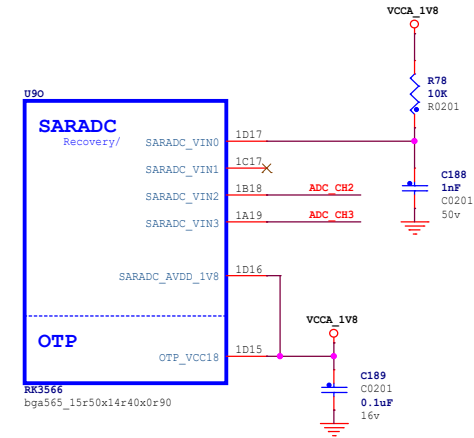 VCCA_1V8
R78
10K
R0201
U9O
SARADC
Recovery/
SARADC_VIN0
1D17
SARADC_VIN1
1C17
C188
1nF
C0201
50v
SARADC_VIN2
1B18
ADC_CH2
SARADC_VIN3
1A19
ADC_CH3
SARADC_AVDD_1V8
1D16
VCCA_1V8
OTP
OTP_VCC18
1D15
C189
C0201
0.1uF
16v
RK3566
bga565_15r50x14r40x0r90